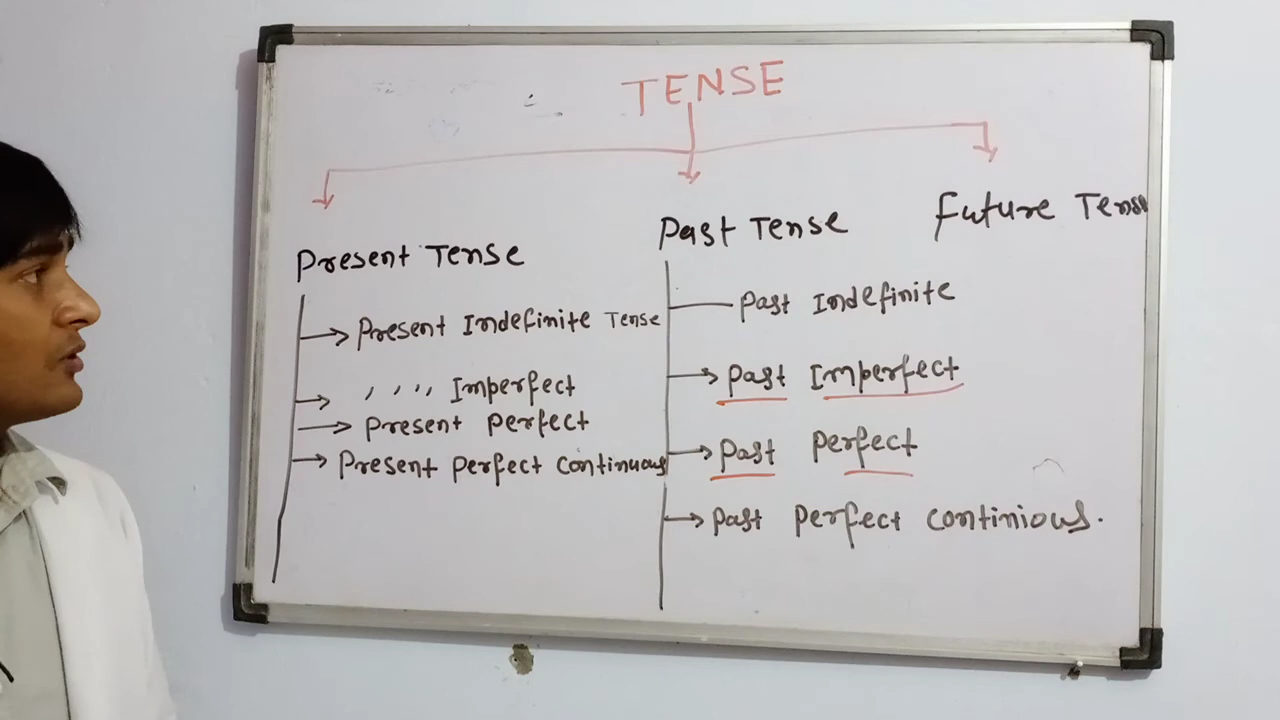 TENSE
Present Tense
Present Indefinite Tense
,,,, Imperfect
Present Perfect
Present Perfect Continuous
Past Tense
Past Indefinite
Past Imperfect
Past Perfect
Past Perfect Continious.
Future Tense